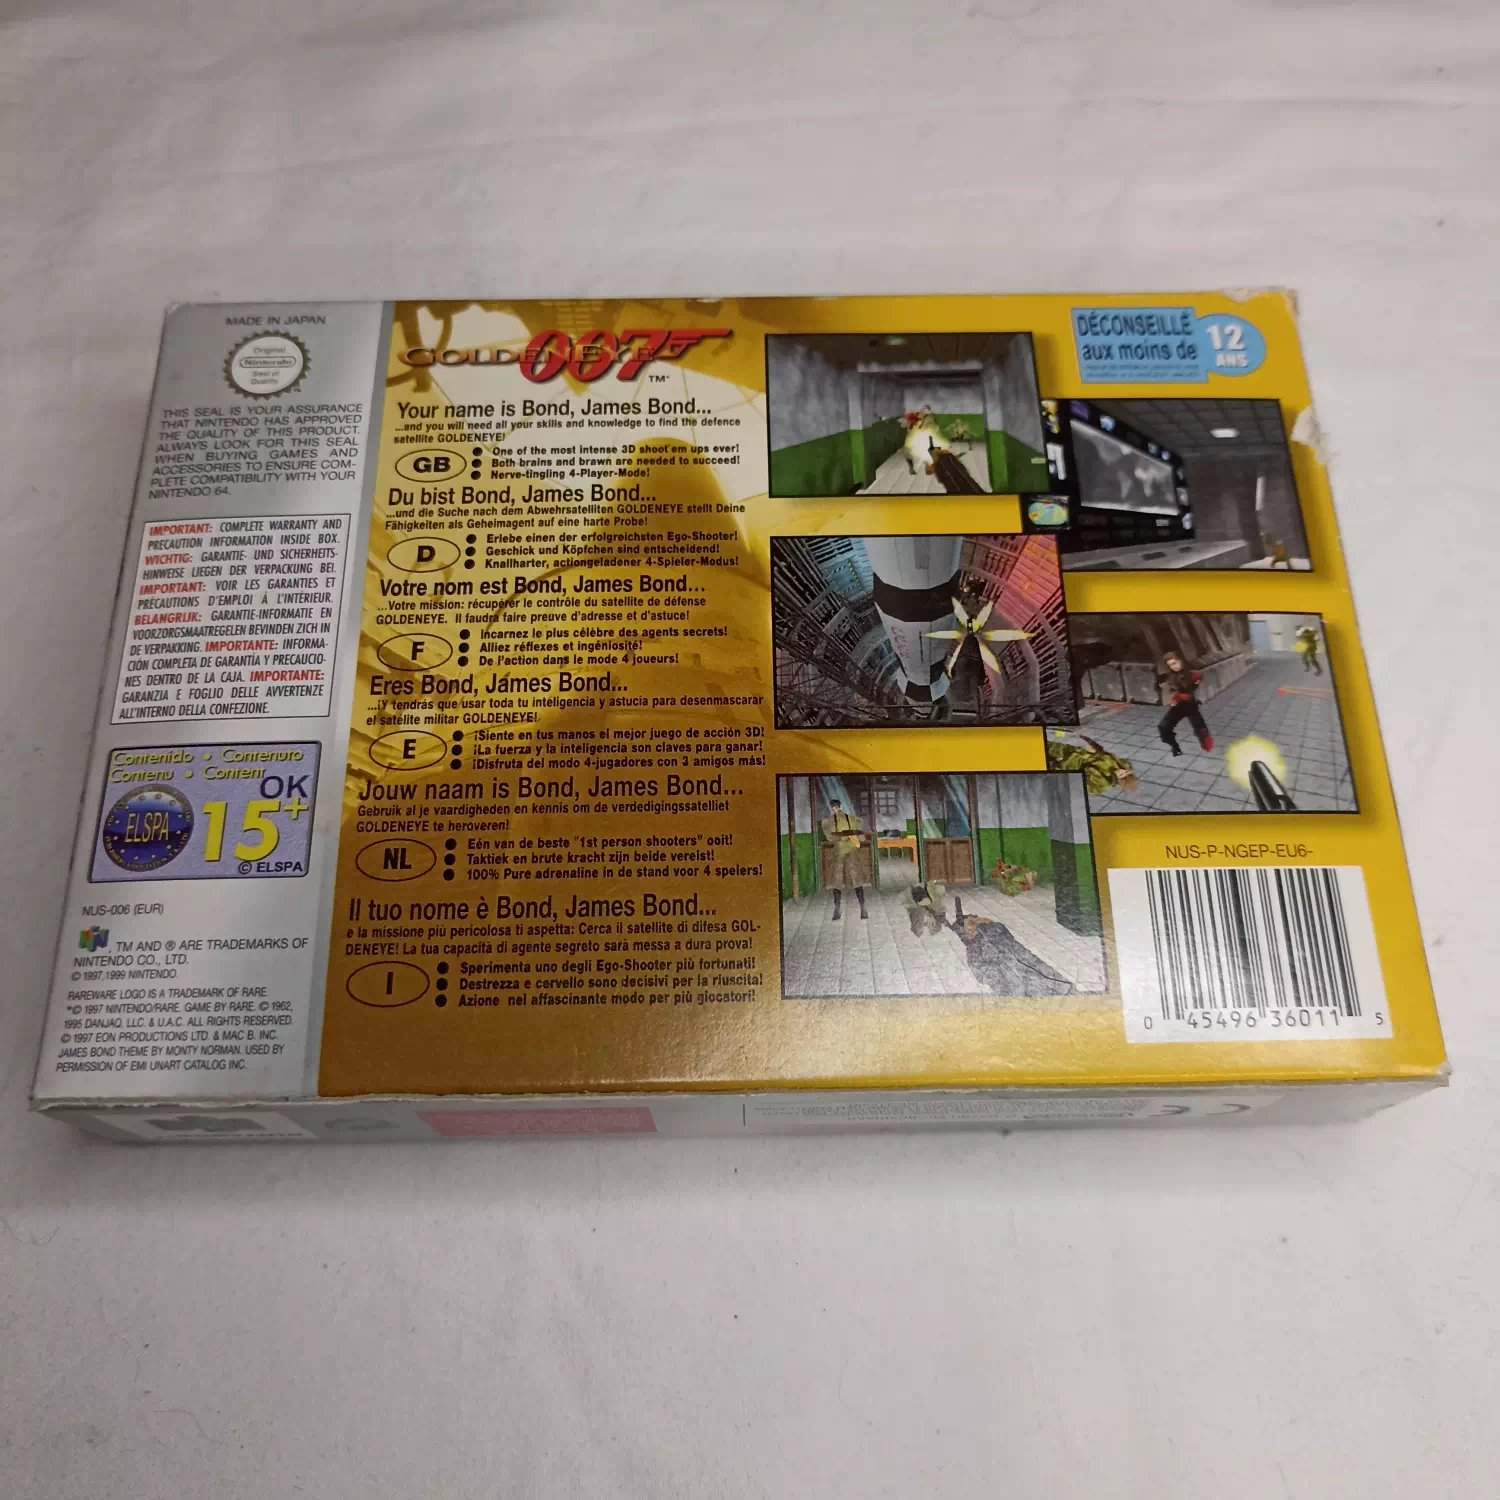 MADE IN JAPAN
Original
Nintendo
Seal of
Quality
THIS SEAL IS YOUR ASSURANCE
THAT NINTENDO HAS APPROVED
THE QUALITY OF THIS PRODUCT.
ALWAYS LOOK FOR THIS SEAL
WHEN BUYING GAMES AND
ACCESSORIES TO ENSURE COM-
PLETE COMPATIBILITY WITH YOUR
NINTENDO 64.
IMPORTANT: COMPLETE WARRANTY AND
PRECAUTION INFORMATION INSIDE BOX.
WICHTIG: GARANTIE- UND SICHERHEITS-
HINWEISE LIEGEN DER VERPACKUNG BEI.
IMPORTANT: VOIR LES GARANTIES ET
PRÉCAUTIONS D'EMPLOI À L'INTÉRIEUR.
BELANGRIJK: GARANTIE-INFORMATIE EN
VOORZORGSMAATREGELEN BEVINDEN ZICH IN
DE VERPAKKING. IMPORTANTE: INFORMA-
CIÓN COMPLETA DE GARANTÍA Y PRECAUCIO-
NES DENTRO DE LA CAJA. IMPORTANTE:
GARANZIA E FOGLIO DELLE AVVERTENZE
ALL'INTERNO DELLA CONFEZIONE.
Contenido • Contenuto
Contenu • Content
OK
ELSPA
15+
© ELSPA
NUS-006 (EUR)
TM AND ® ARE TRADEMARKS OF
NINTENDO CO., LTD.
© 1997, 1999 NINTENDO.
RAREWARE LOGO IS A TRADEMARK OF RARE.
*© 1997 NINTENDO/RARE. GAME BY RARE. © 1962,
1995 DANJAQ, LLC. & U.A.C. ALL RIGHTS RESERVED.
© 1997 EON PRODUCTIONS LTD. & MAC B. INC.
JAMES BOND THEME BY MONTY NORMAN. USED BY
PERMISSION OF EMI UNART CATALOG INC.
GOLDENEYE 007 TM
Your name is Bond, James Bond...
...and you will need all your skills and knowledge to find the defence
satellite GOLDENEYE!
GB
● One of the most intense 3D shoot'em ups ever!
● Both brains and brawn are needed to succeed!
● Nerve-tingling 4-Player-Mode!
Du bist Bond, James Bond...
...und die Suche nach dem Abwehrsatelliten GOLDENEYE stellt Deine
Fähigkeiten als Geheimagent auf eine harte Probe!
D
● Erlebe einen der erfolgreichsten Ego-Shooter!
● Geschick und Köpfchen sind entscheidend!
● Knallharter, actiongeladener 4-Spieler-Modus!
Votre nom est Bond, James Bond...
...Votre mission: récupérer le contrôle du satellite de défense
GOLDENEYE. Il faudra faire preuve d'adresse et d'astuce!
F
● Incarnez le plus célèbre des agents secrets!
● Alliez réflexes et ingéniosité!
● De l'action dans le mode 4 joueurs!
Eres Bond, James Bond...
...¡Y tendrás que usar toda tu inteligencia y astucia para desenmascarar
el satélite militar GOLDENEYE!
E
● ¡Siente en tus manos el mejor juego de acción 3D!
● ¡La fuerza y la inteligencia son claves para ganar!
● ¡Disfruta del modo 4-jugadores con 3 amigos más!
Jouw naam is Bond, James Bond...
Gebruik al je vaardigheden en kennis om de verdedigingssatelliet
GOLDENEYE te heroveren!
NL
● Eén van de beste "1st person shooters" ooit!
● Taktiek en brute kracht zijn beide vereist!
● 100% Pure adrenaline in de stand voor 4 spelers!
Il tuo nome è Bond, James Bond...
e la missione più pericolosa ti aspetta: Cerca il satellite di difesa GOL-
DENEYE! La tua capacità di agente segreto sarà messa a dura prova!
I
● Sperimenta uno degli Ego-Shooter più fortunati!
● Destrezza e cervello sono decisivi per la riuscita!
● Azione nel affascinante modo per più giocatori!
DÉCONSEILLÉ
aux moins de
12
ANS
NUS-P-NGEP-EU6-
0 45496 36011 5
CE